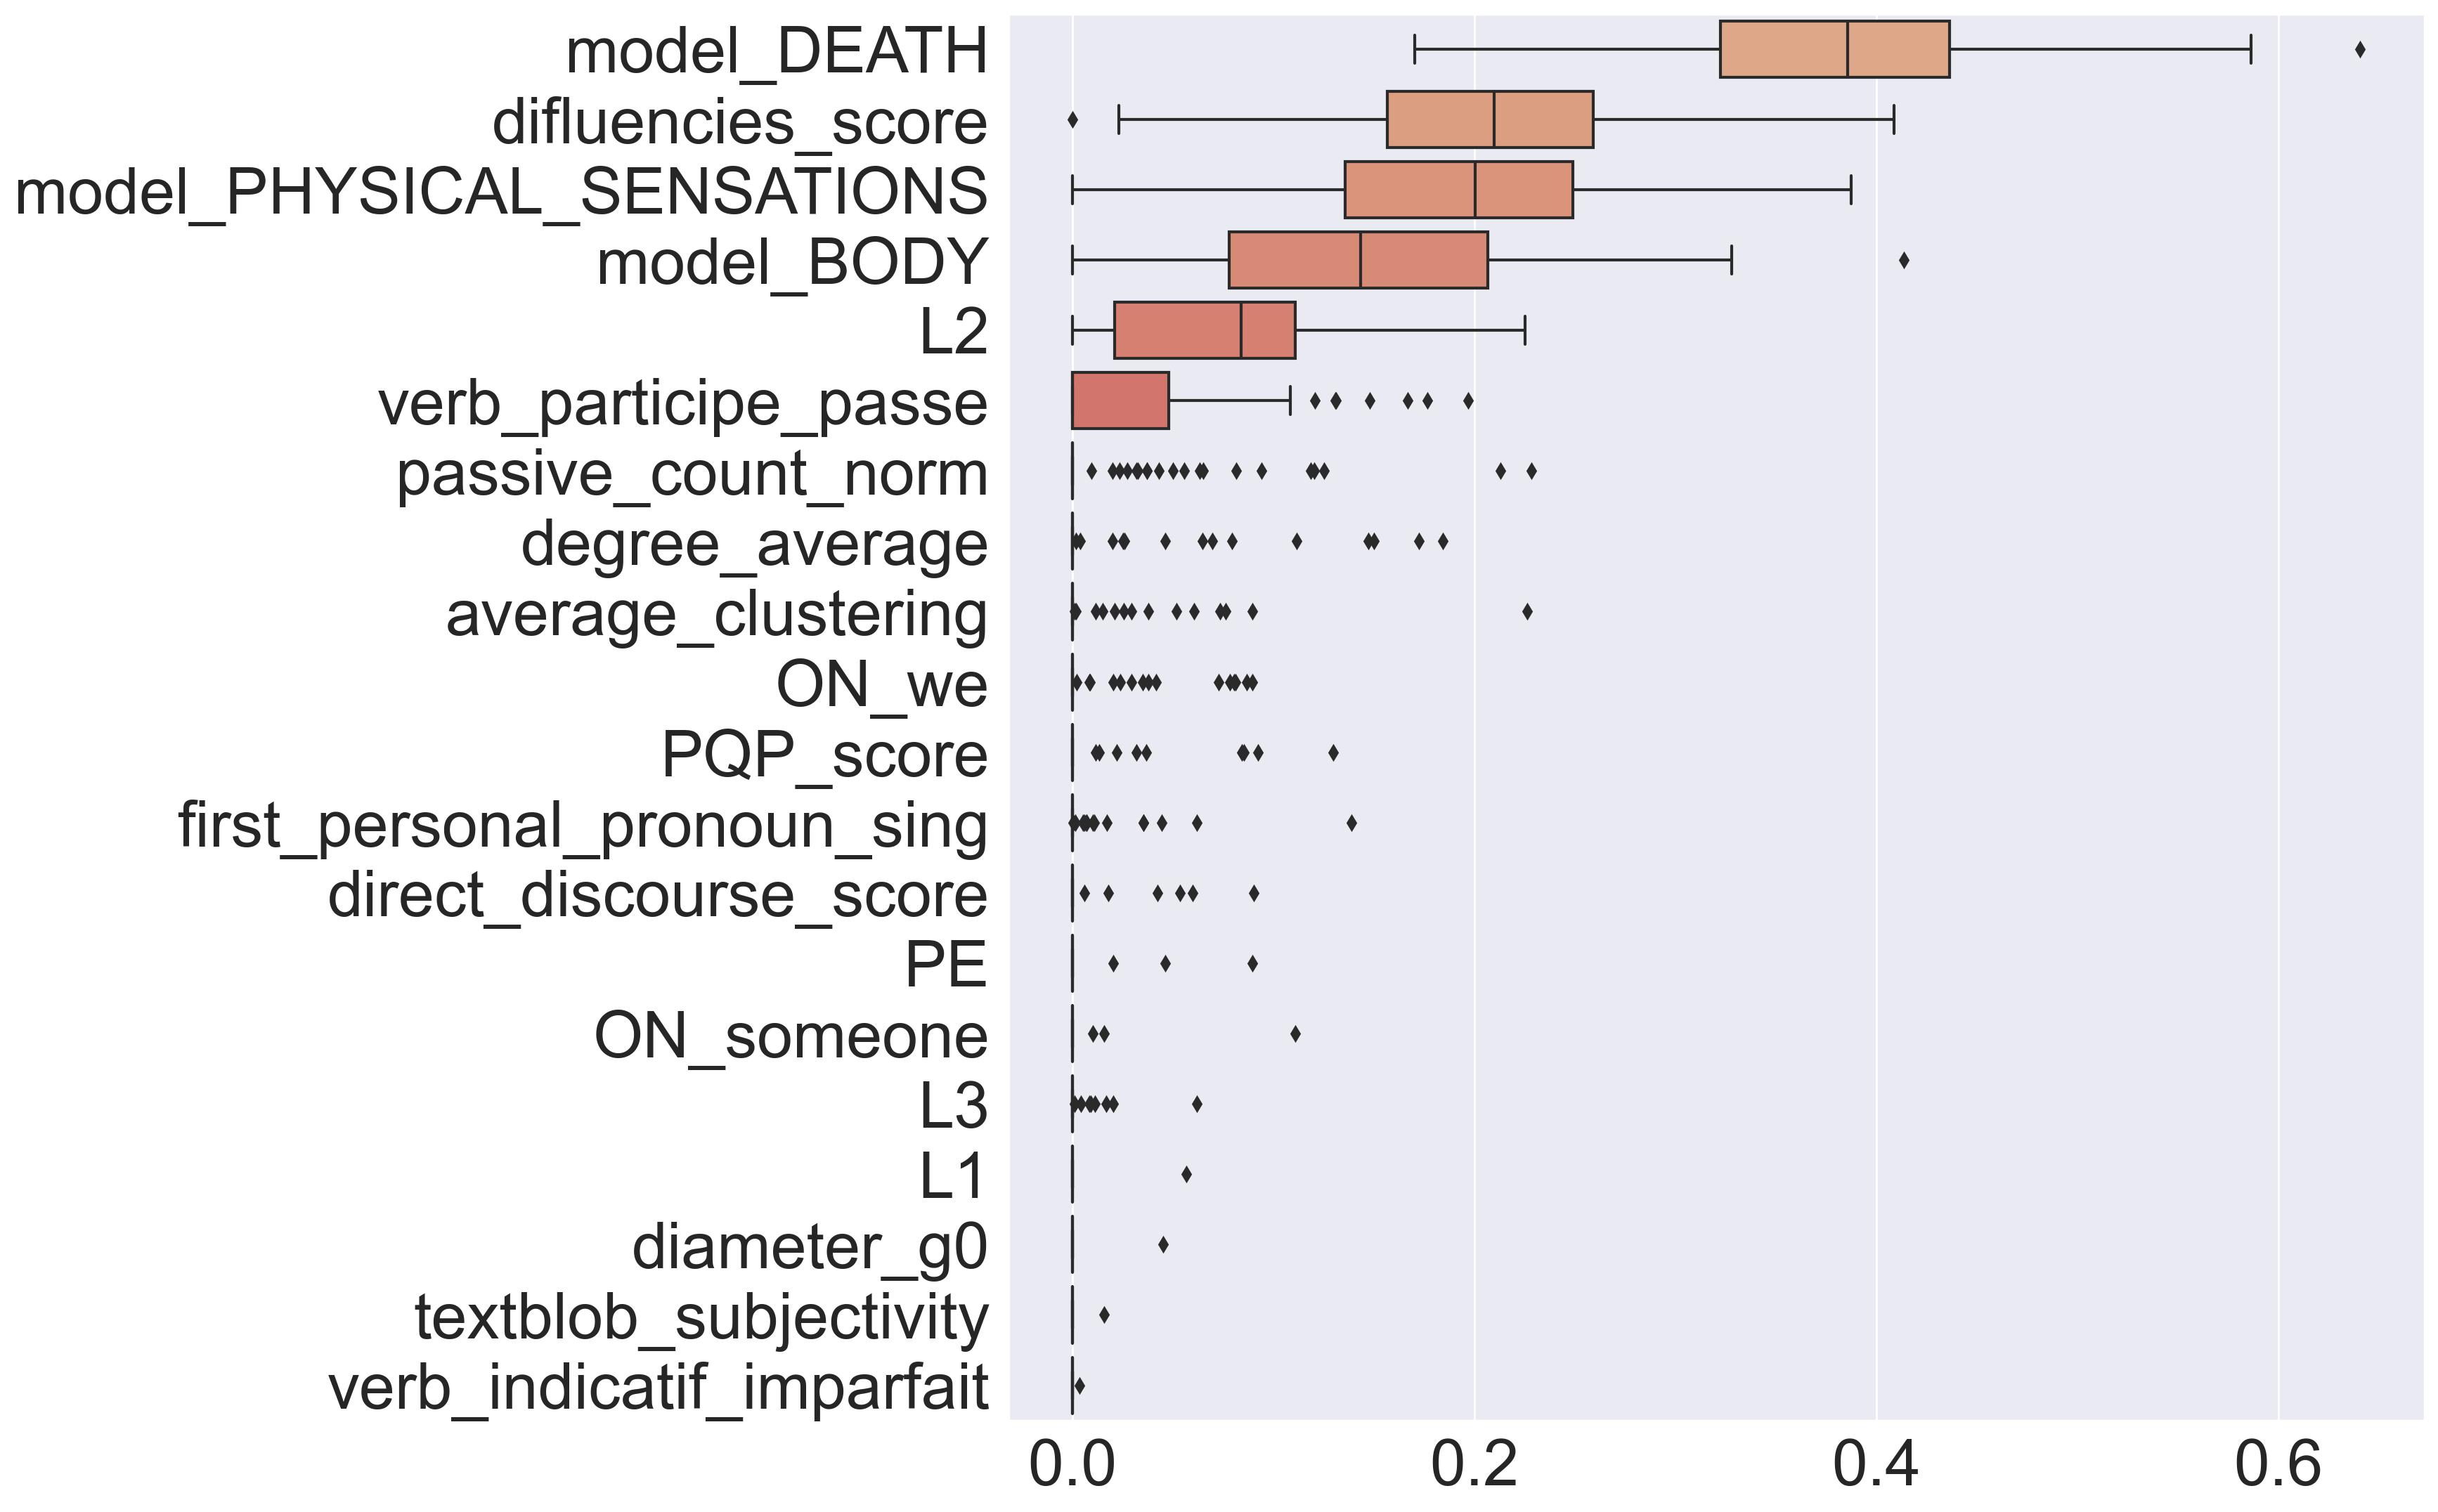 model_DEATH
difluencies_score
model_PHYSICAL_SENSATIONS
model_BODY
L2
verb_participe_passe
passive_count_norm
degree_average
average_clustering
ON_we
PQP_score
first_personal_pronoun_sing
direct_discourse_score
PE
ON_someone
L3
L1
diameter_g0
textblob_subjectivity
verb_indicatif_imparfait
0.0 0.2 0.4 0.6